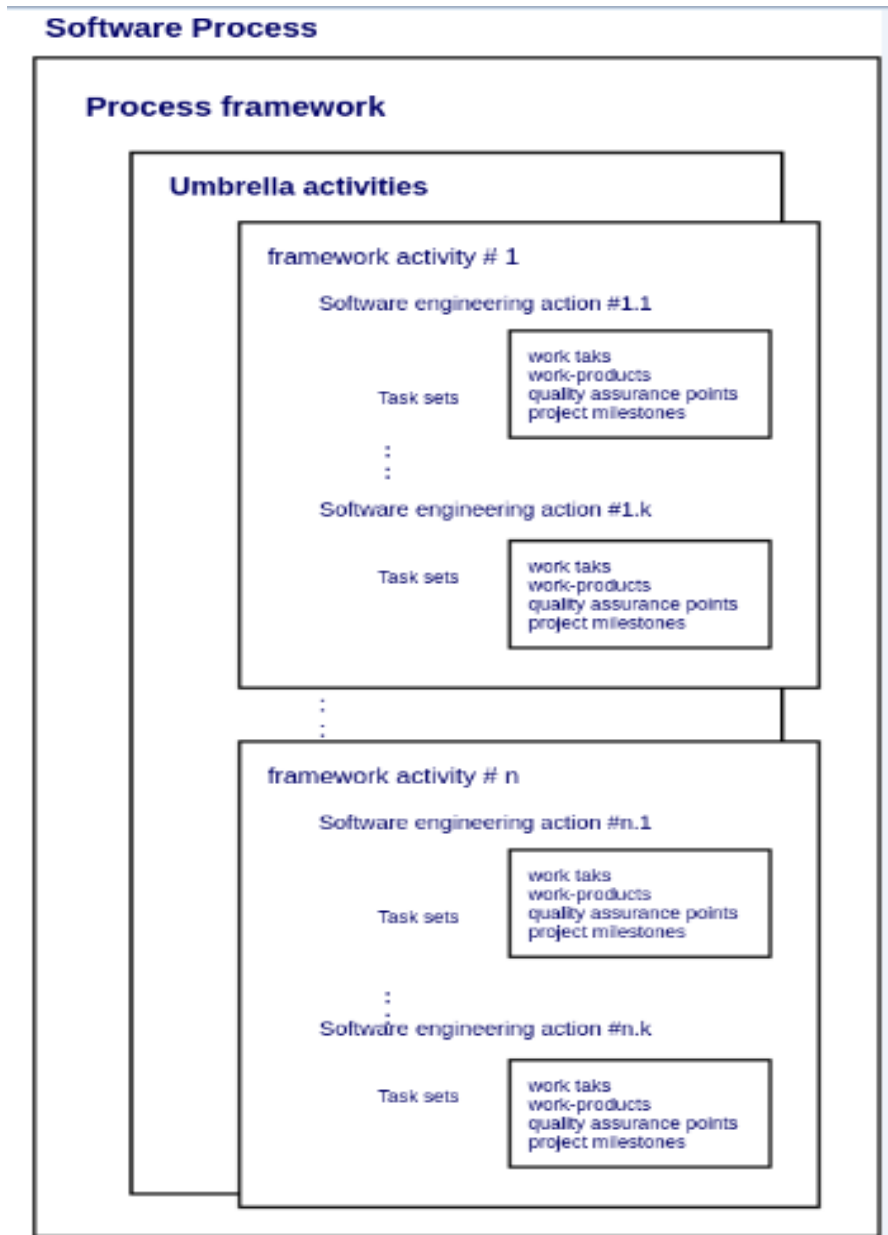 Software Process
Process framework
Umbrella activities
framework activity # 1
Software engineering action #1.1
Task sets
work taks
work-products
quality assurance points
project milestones
Software engineering action #1.k
Task sets
work taks
work-products
quality assurance points
project milestones
framework activity # n
Software engineering action #n.1
Task sets
work taks
work-products
quality assurance points
project milestones
Software engineering action #n.k
Task sets
work taks
work-products
quality assurance points
project milestones